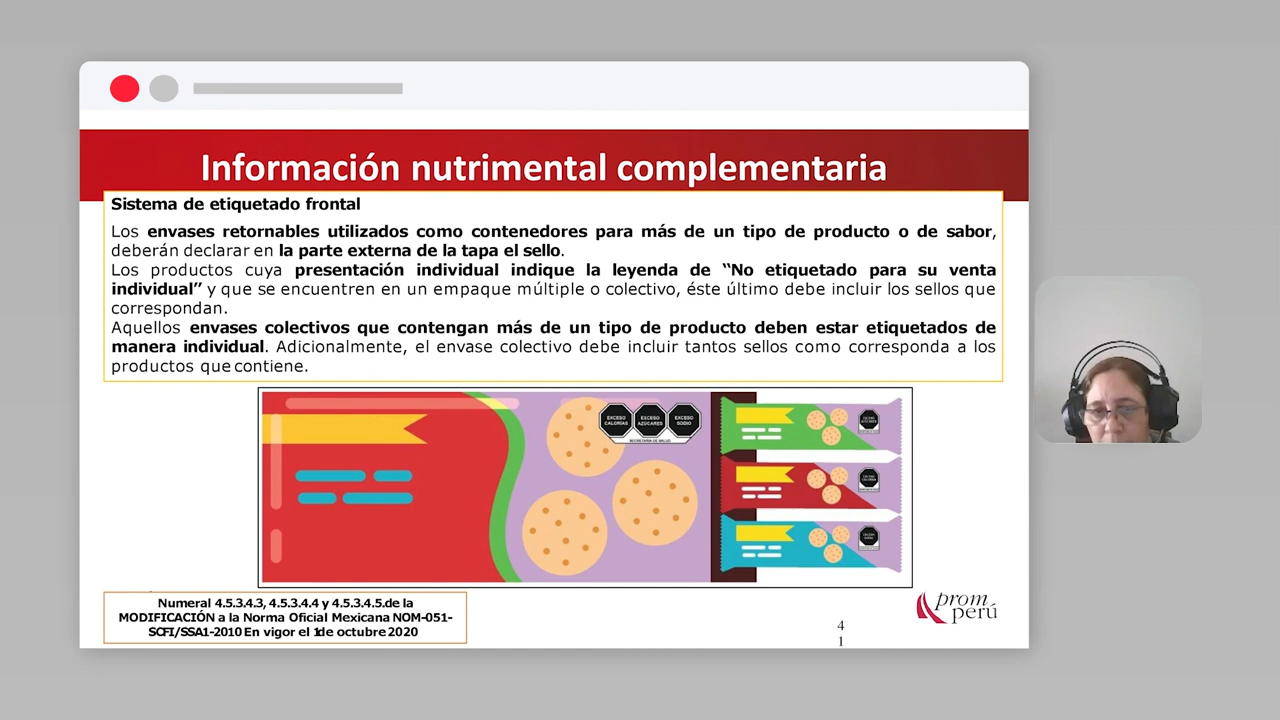 Información nutrimental complementaria
Sistema de etiquetado frontal
Los envases retornables utilizados como contenedores para más de un tipo de producto o de sabor,
deberán declarar en la parte externa de la tapa el sello.
Los productos cuya presentación individual indique la leyenda de “No etiquetado para su venta
individual” y que se encuentren en un empaque múltiple o colectivo, éste último debe incluir los sellos que
correspondan.
Aquellos envases colectivos que contengan más de un tipo de producto deben estar etiquetados de
manera individual. Adicionalmente, el envase colectivo debe incluir tantos sellos como corresponda a los
productos que contiene.
EXCESO CALORÍAS
EXCESO AZÚCARES
EXCESO SODIO
SECRETARÍA DE SALUD
Numeral 4.5.3.4.3, 4.5.3.4.4 y 4.5.3.4.5.de la
MODIFICACIÓN a la Norma Oficial Mexicana NOM-051-
SCFI/SSA1-2010 En vigor el 1de octubre 2020
4
1
prom
perú